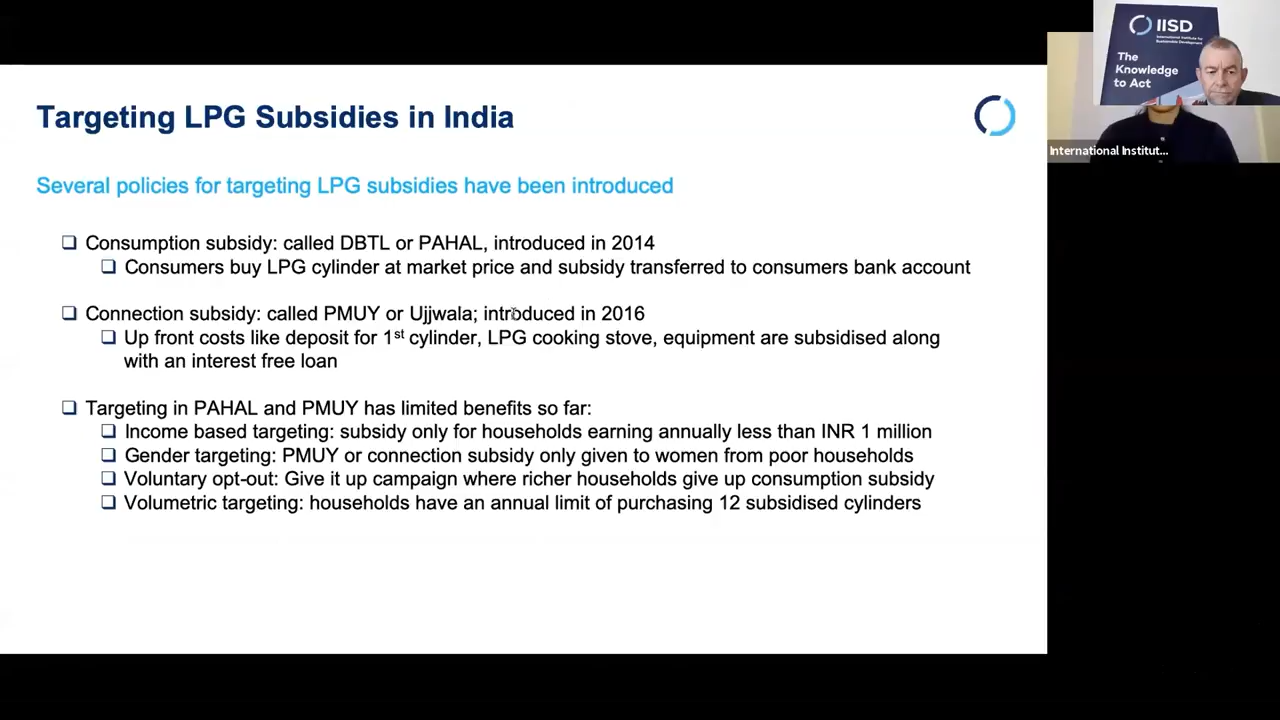 Targeting LPG Subsidies in India
Several policies for targeting LPG subsidies have been introduced
Consumption subsidy: called DBTL or PAHAL, introduced in 2014
Consumers buy LPG cylinder at market price and subsidy transferred to consumers bank account
Connection subsidy: called PMUY or Ujjwala; introduced in 2016
Up front costs like deposit for 1st cylinder, LPG cooking stove, equipment are subsidised along
with an interest free loan
Targeting in PAHAL and PMUY has limited benefits so far:
Income based targeting: subsidy only for households earning annually less than INR 1 million
Gender targeting: PMUY or connection subsidy only given to women from poor households
Voluntary opt-out: Give it up campaign where richer households give up consumption subsidy
Volumetric targeting: households have an annual limit of purchasing 12 subsidised cylinders
IISD
International Institute for
Sustainable Development
The
Knowledge
to Act
International Institut...